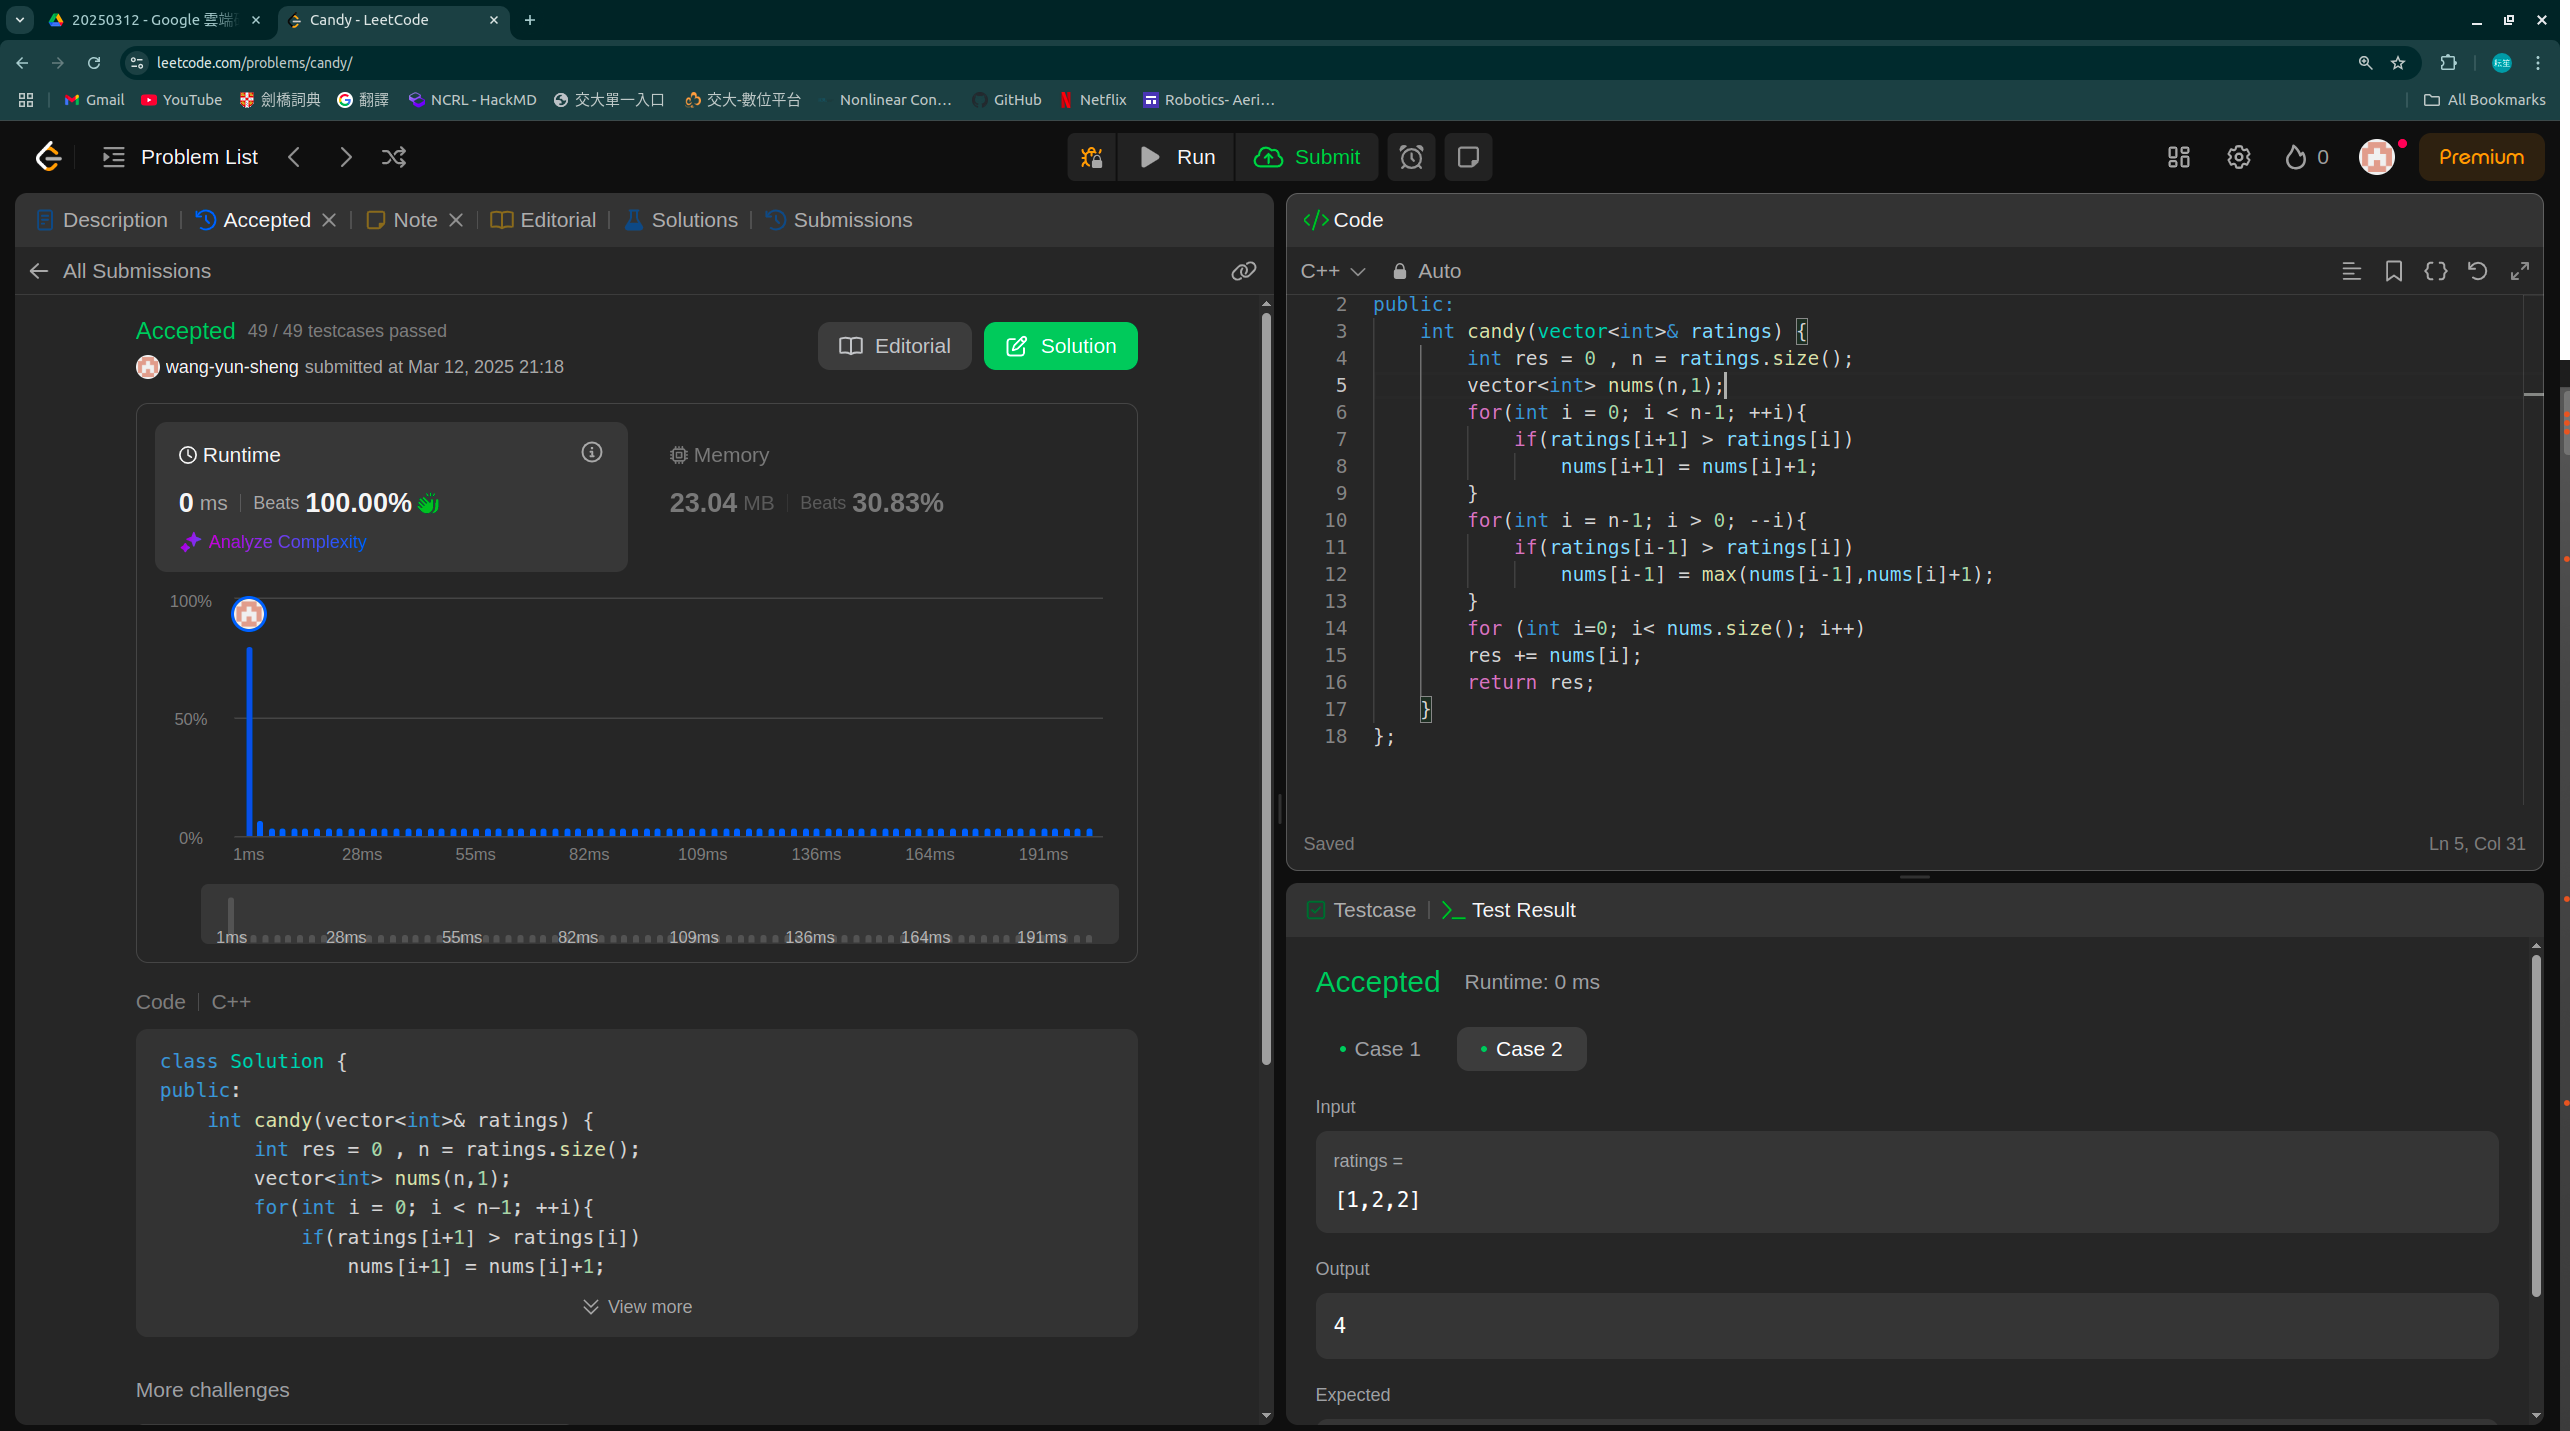 20250312 - Google 雲端
Candy - LeetCode
leetcode.com/problems/candy/
Gmail
YouTube
劍橋詞典
翻譯
NCRL - HackMD
交大單一入口
交大-數位平台
Nonlinear Con...
GitHub
Netflix
Robotics- Aeri...
All Bookmarks
Problem List
Run
Submit
0
Premium
Description
Accepted
Note
Editorial
Solutions
Submissions
All Submissions
Accepted 49 / 49 testcases passed
wang-yun-sheng submitted at Mar 12, 2025 21:18
Editorial
Solution
Runtime
0 ms Beats 100.00%
Analyze Complexity
Memory
23.04 MB Beats 30.83%
100%
50%
0%
1ms 28ms 55ms 82ms 109ms 136ms 164ms 191ms
1ms 28ms 55ms 82ms 109ms 136ms 164ms 191ms
Code C++
class Solution {
public:
    int candy(vector<int>& ratings) {
        int res = 0 , n = ratings.size();
        vector<int> nums(n,1);
        for(int i = 0; i < n-1; ++i){
            if(ratings[i+1] > ratings[i])
                nums[i+1] = nums[i]+1;
View more
More challenges
Code
C++ Auto
2 public:
3     int candy(vector<int>& ratings) {
4         int res = 0 , n = ratings.size();
5         vector<int> nums(n,1);
6         for(int i = 0; i < n-1; ++i){
7             if(ratings[i+1] > ratings[i])
8                 nums[i+1] = nums[i]+1;
9         }
10         for(int i = n-1; i > 0; --i){
11             if(ratings[i-1] > ratings[i])
12                 nums[i-1] = max(nums[i-1],nums[i]+1);
13         }
14         for (int i=0; i< nums.size(); i++)
15         res += nums[i];
16         return res;
17     }
18 };
Saved
Ln 5, Col 31
Testcase
Test Result
Accepted Runtime: 0 ms
Case 1
Case 2
Input
ratings =
[1,2,2]
Output
4
Expected